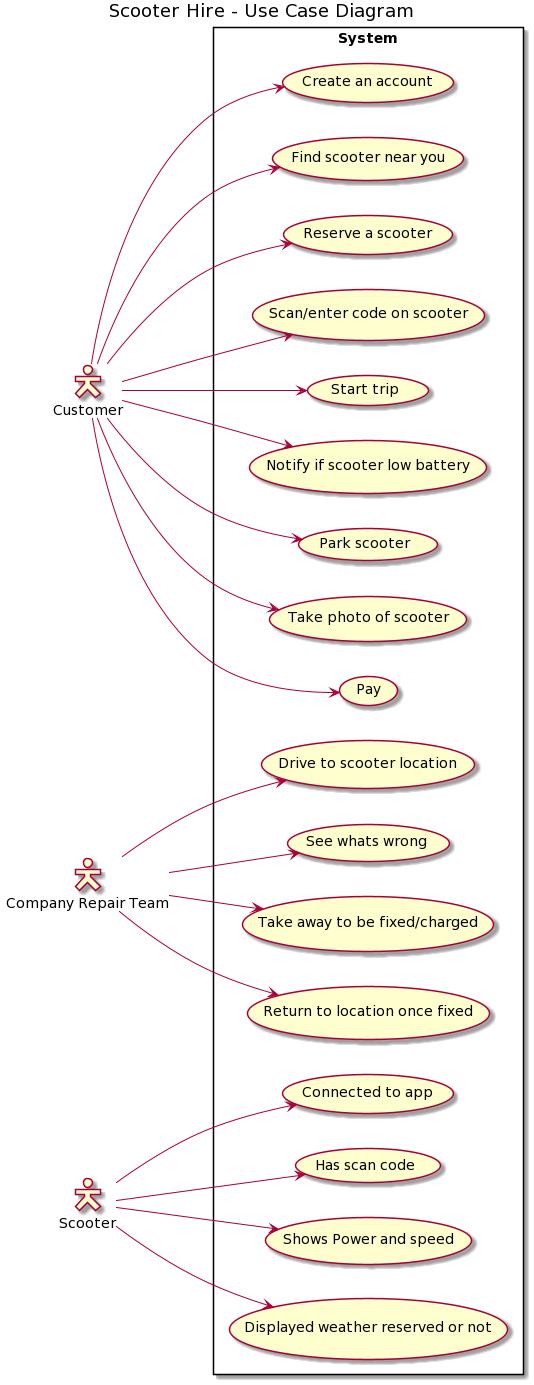 Scooter Hire - Use Case Diagram
System
Create an account
Find scooter near you
Reserve a scooter
Scan/enter code on scooter
Start trip
Customer
Notify if scooter low battery
Park scooter
Take photo of scooter
Pay
Drive to scooter location
See whats wrong
Company Repair Team
Take away to be fixed/charged
Return to location once fixed
Connected to app
Has scan code
Scooter
Shows Power and speed
Displayed weather reserved or not